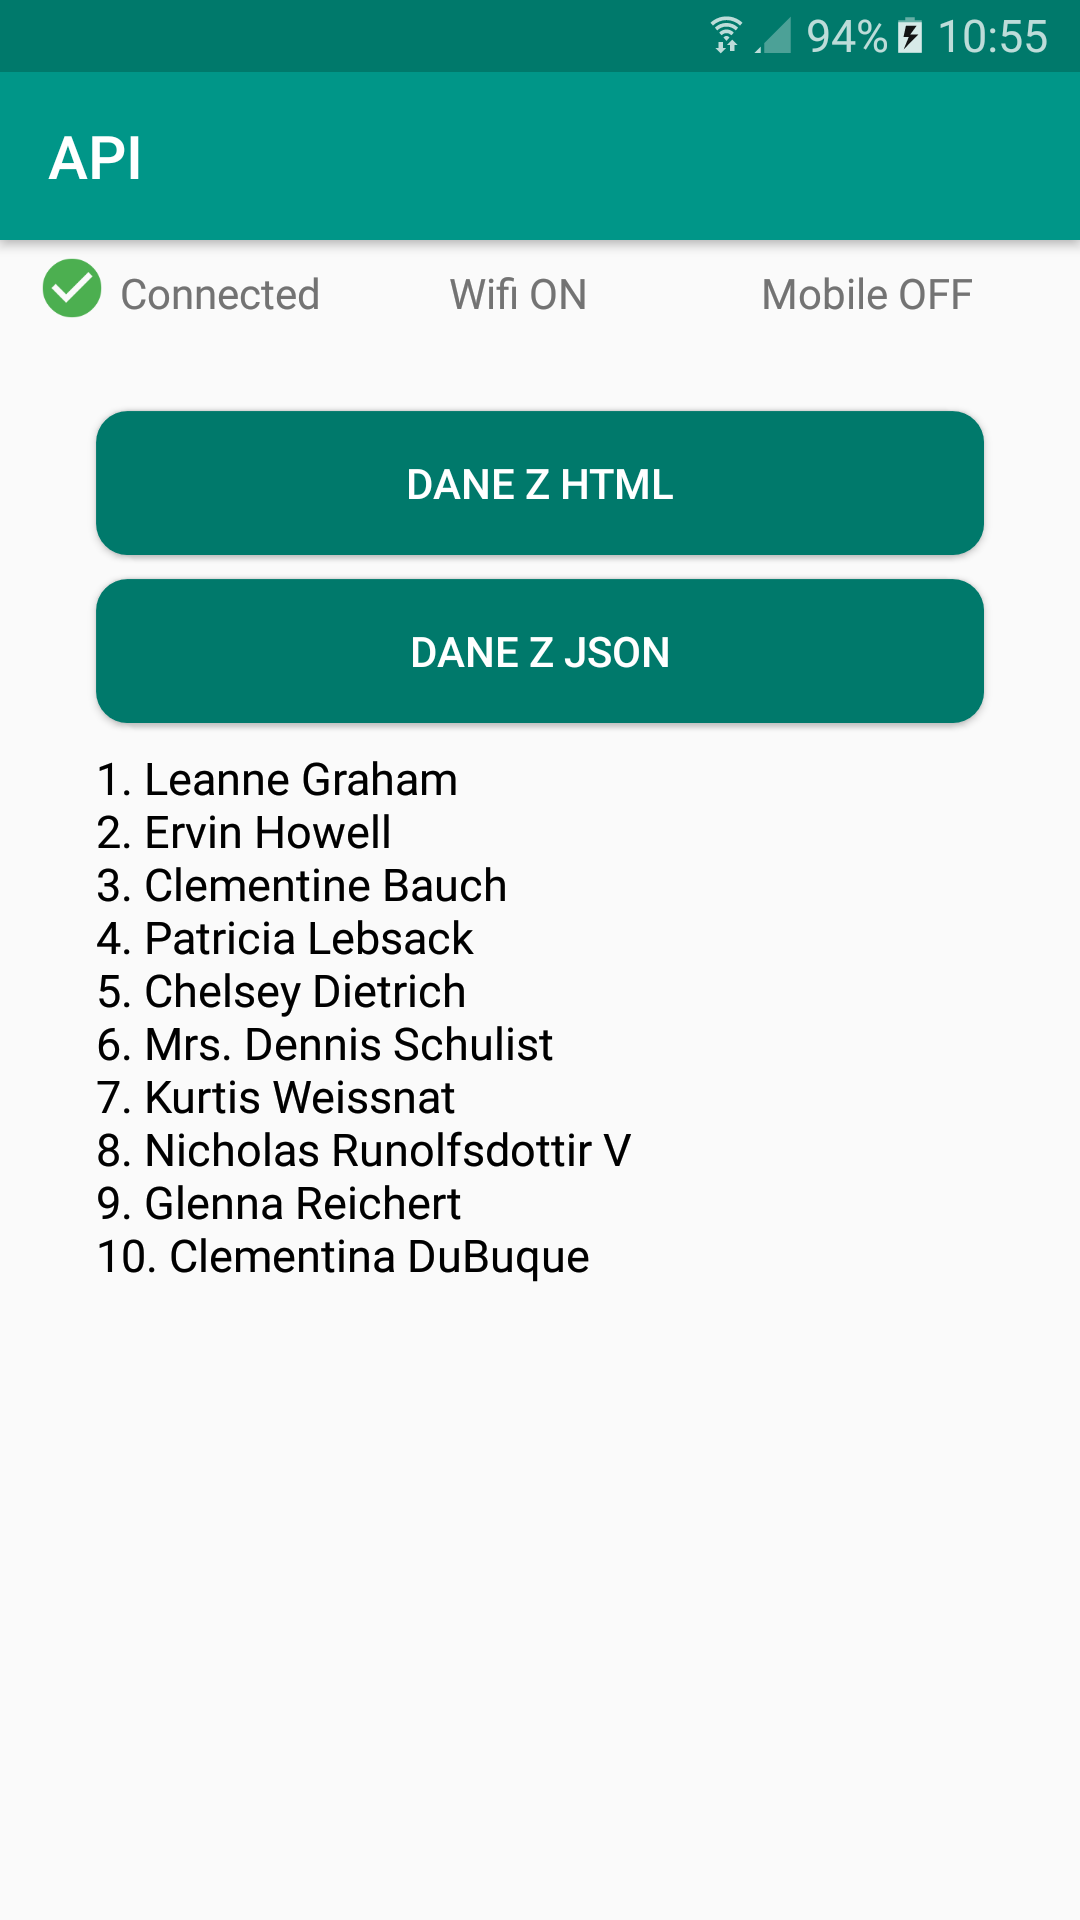 94% 10:55
API
Connected Wifi ON Mobile OFF
DANE Z HTML
DANE Z JSON
1. Leanne Graham
2. Ervin Howell
3. Clementine Bauch
4. Patricia Lebsack
5. Chelsey Dietrich
6. Mrs. Dennis Schulist
7. Kurtis Weissnat
8. Nicholas Runolfsdottir V
9. Glenna Reichert
10. Clementina DuBuque